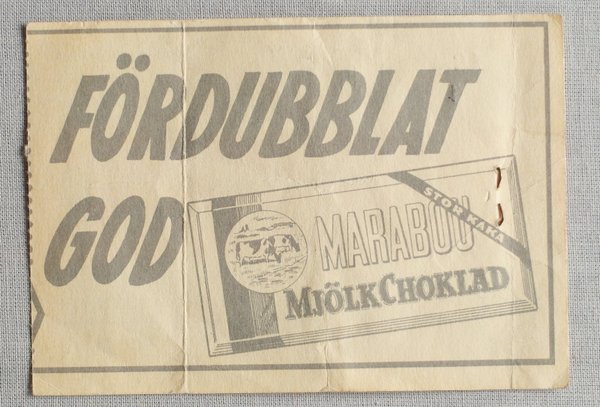 FÖRDUBBLAT
GOD
STOR KAKA
MARABOU
MJÖLKCHOKLAD